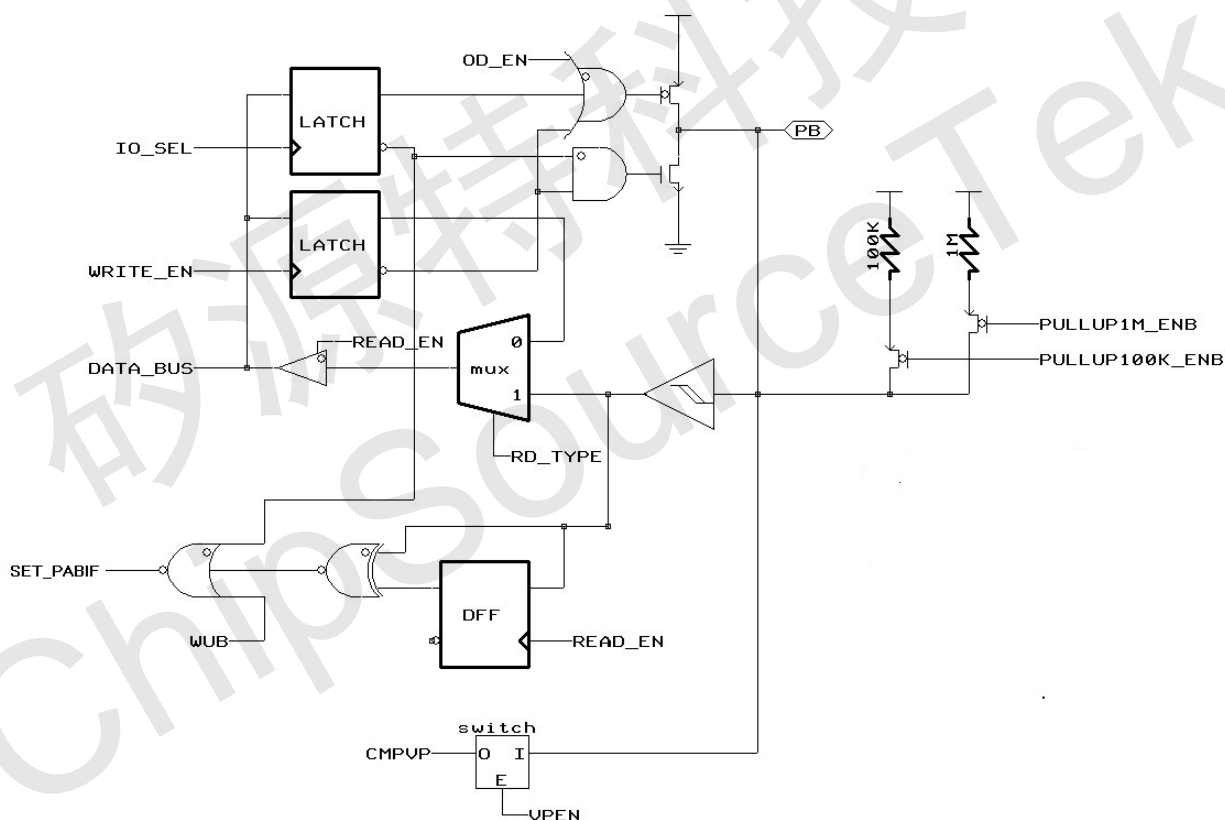 OD_EN
LATCH
IO_SEL
PB
LATCH
WRITE_EN
100K
1M
READ_EN
0
PULLUP1M_ENB
DATA_BUS
mux
PULLUP100K_ENB
1
RD_TYPE
SET_PABIF
DFF
WUB
READ_EN
switch
CMPVP
O I
E
VPEN
矽源特科技
ChipSourceTek